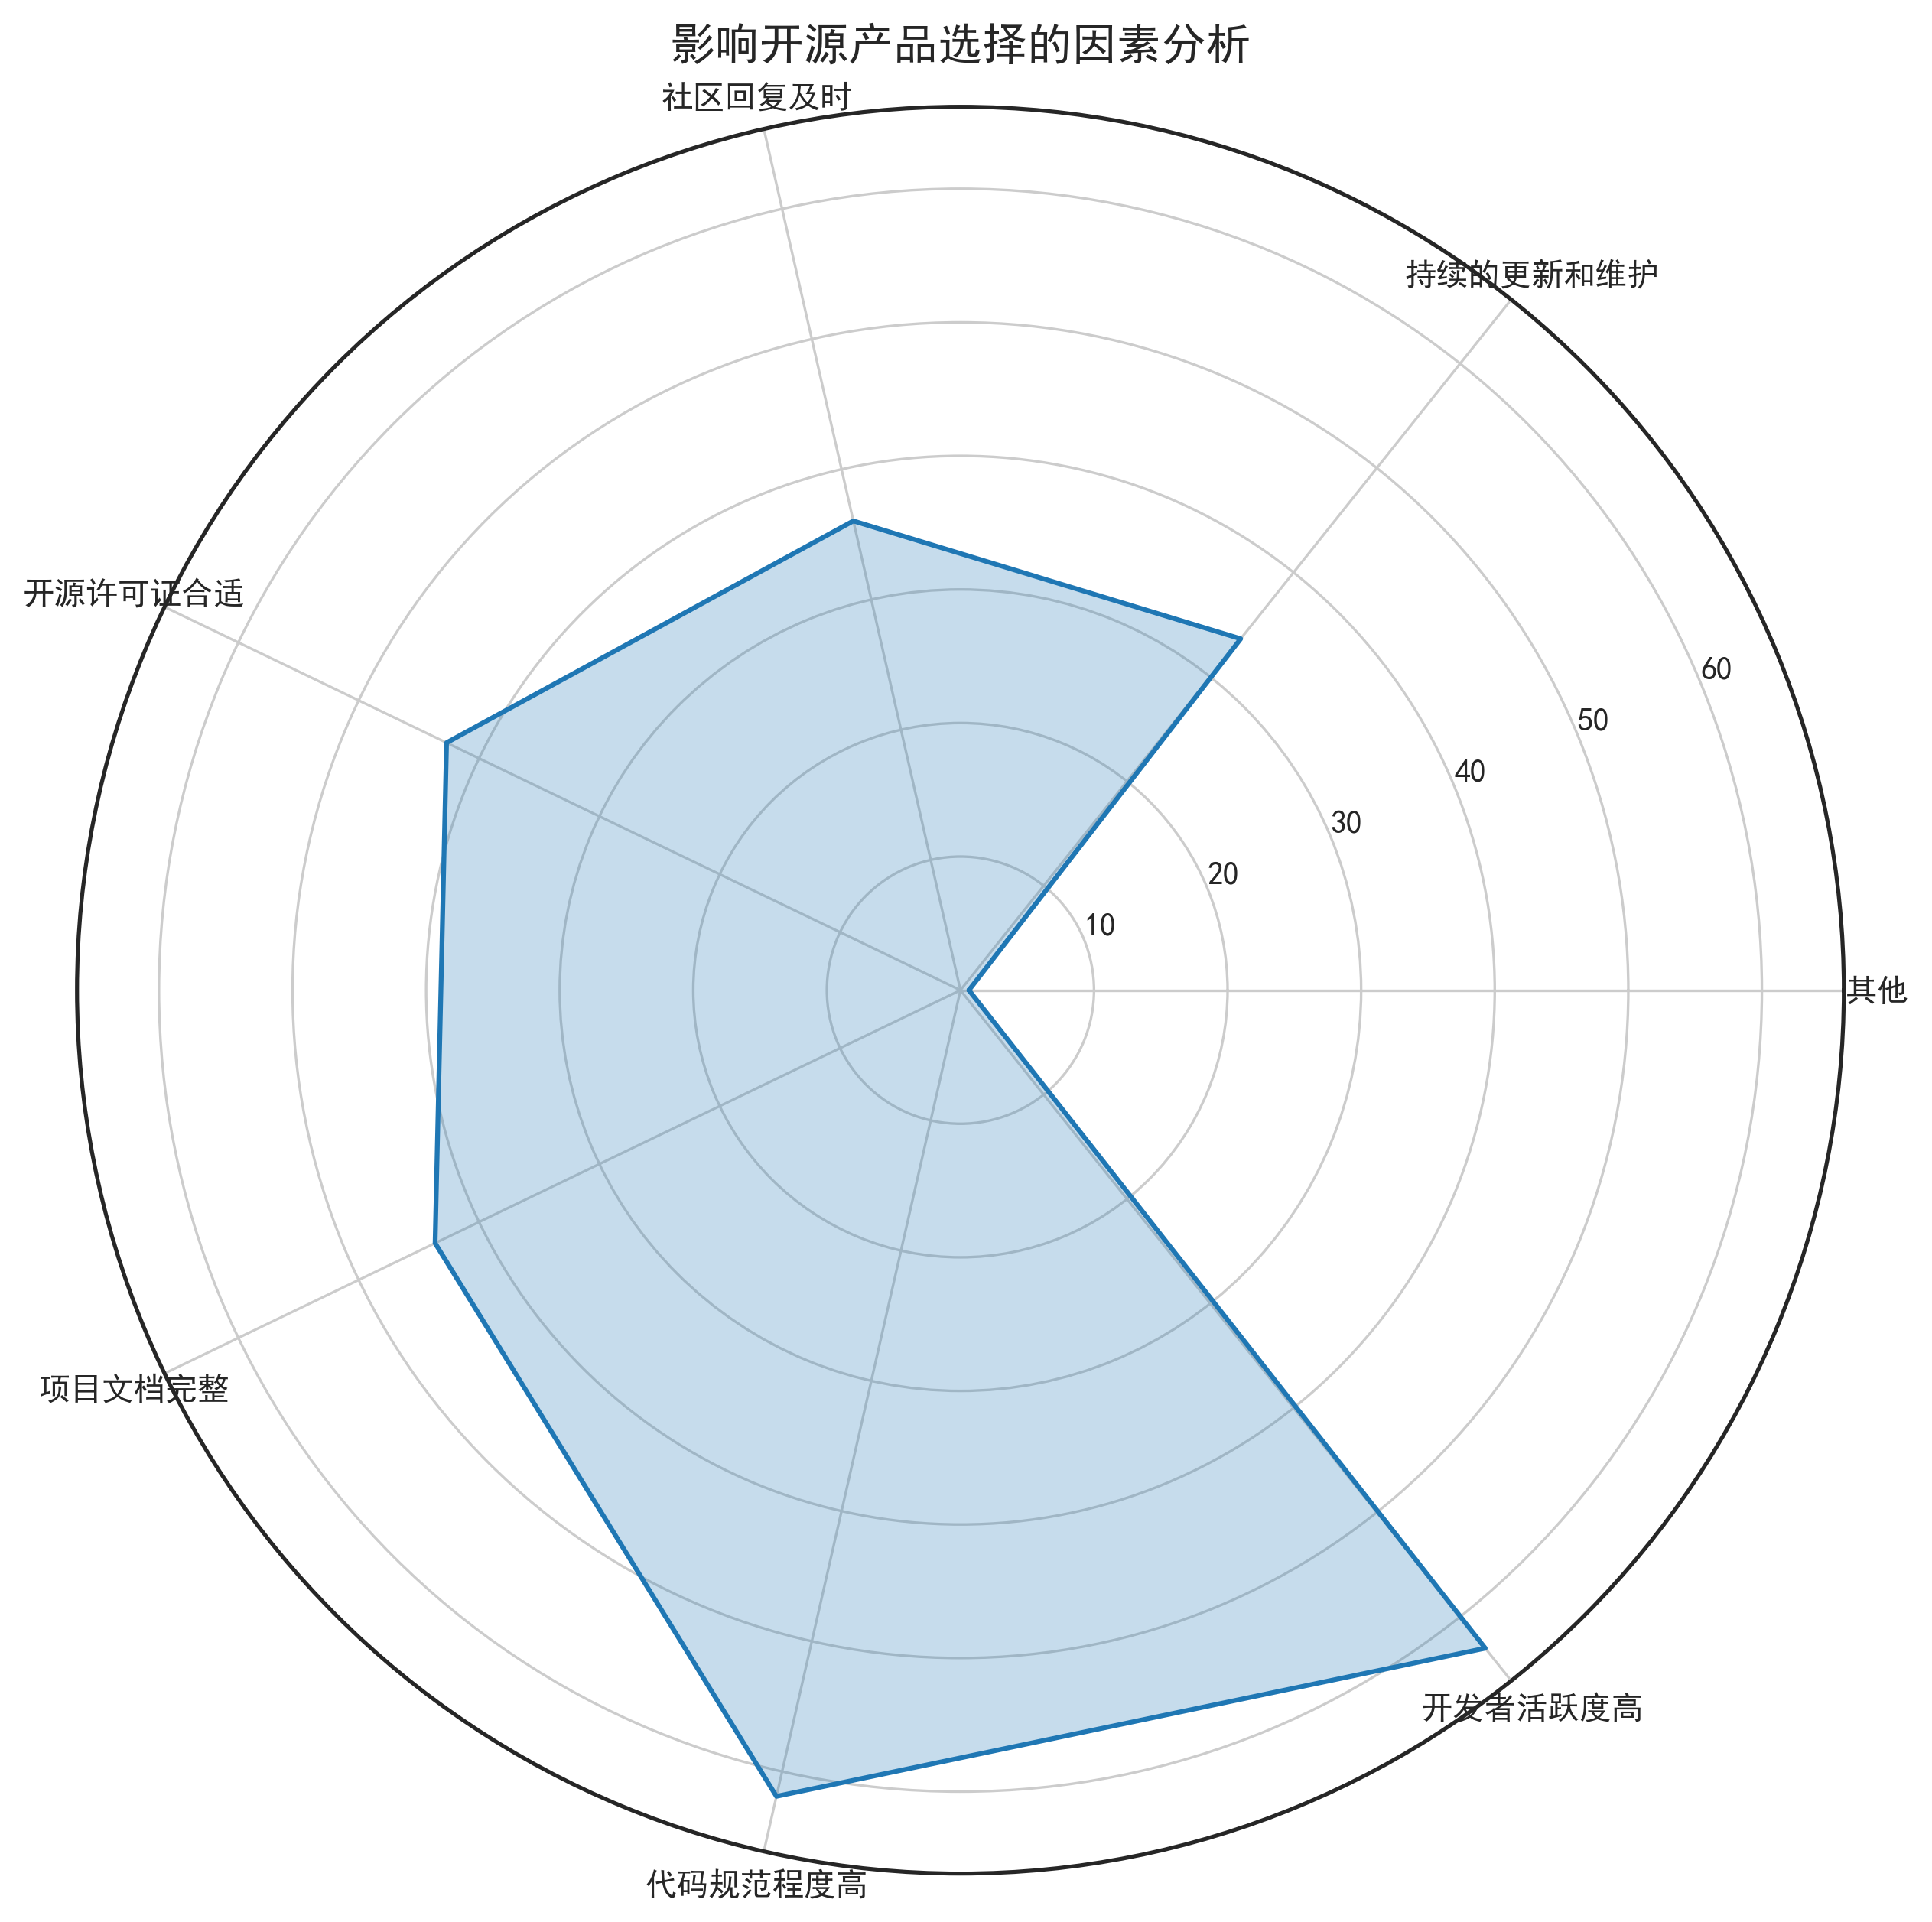 影响开源产品选择的因素分析
社区回复及时
持续的更新和维护
开源许可证合适
60
50
40
30
20
10
其他
项目文档完整
开发者活跃度高
代码规范程度高